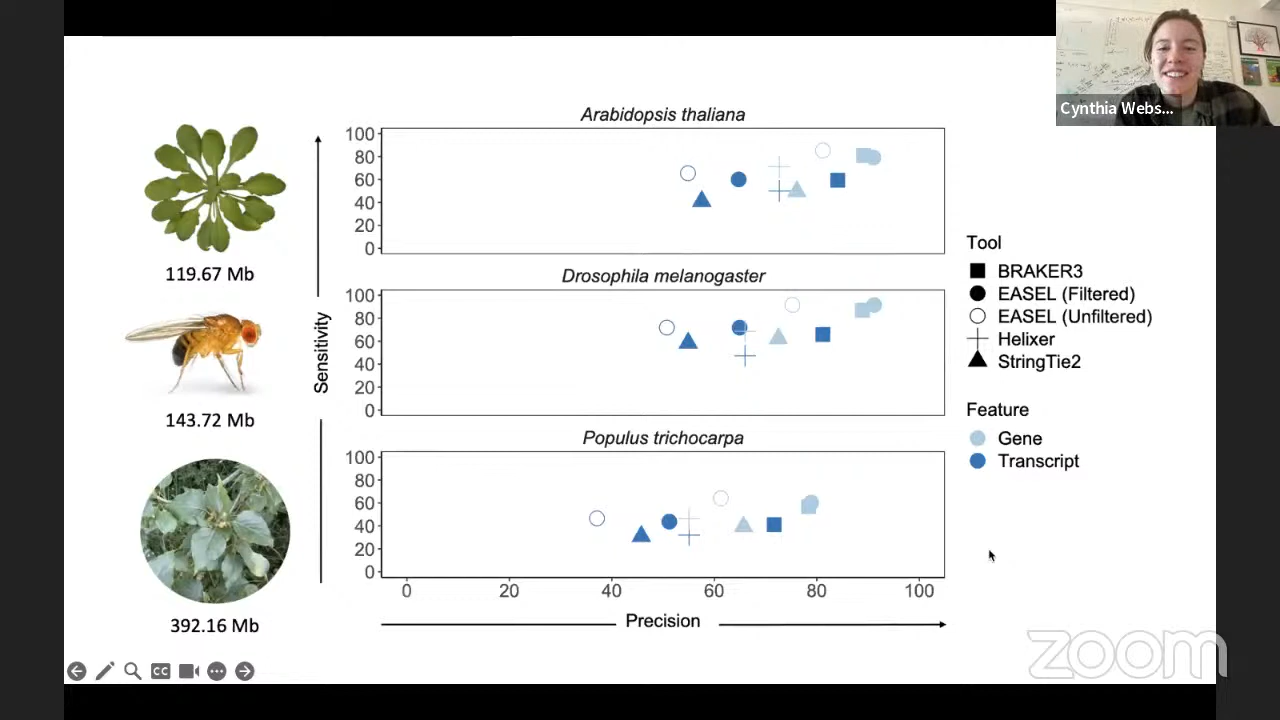 Cynthia Webs...
Arabidopsis thaliana
100
80
60
40
20
0
119.67 Mb
Drosophila melanogaster
100
80
60
40
20
0
143.72 Mb
Sensitivity
Populus trichocarpa
100
80
60
40
20
0
392.16 Mb
0 20 40 60 80 100
Precision
Tool
BRAKER3
EASEL (Filtered)
EASEL (Unfiltered)
Helixer
StringTie2
Feature
Gene
Transcript
CC
zoom